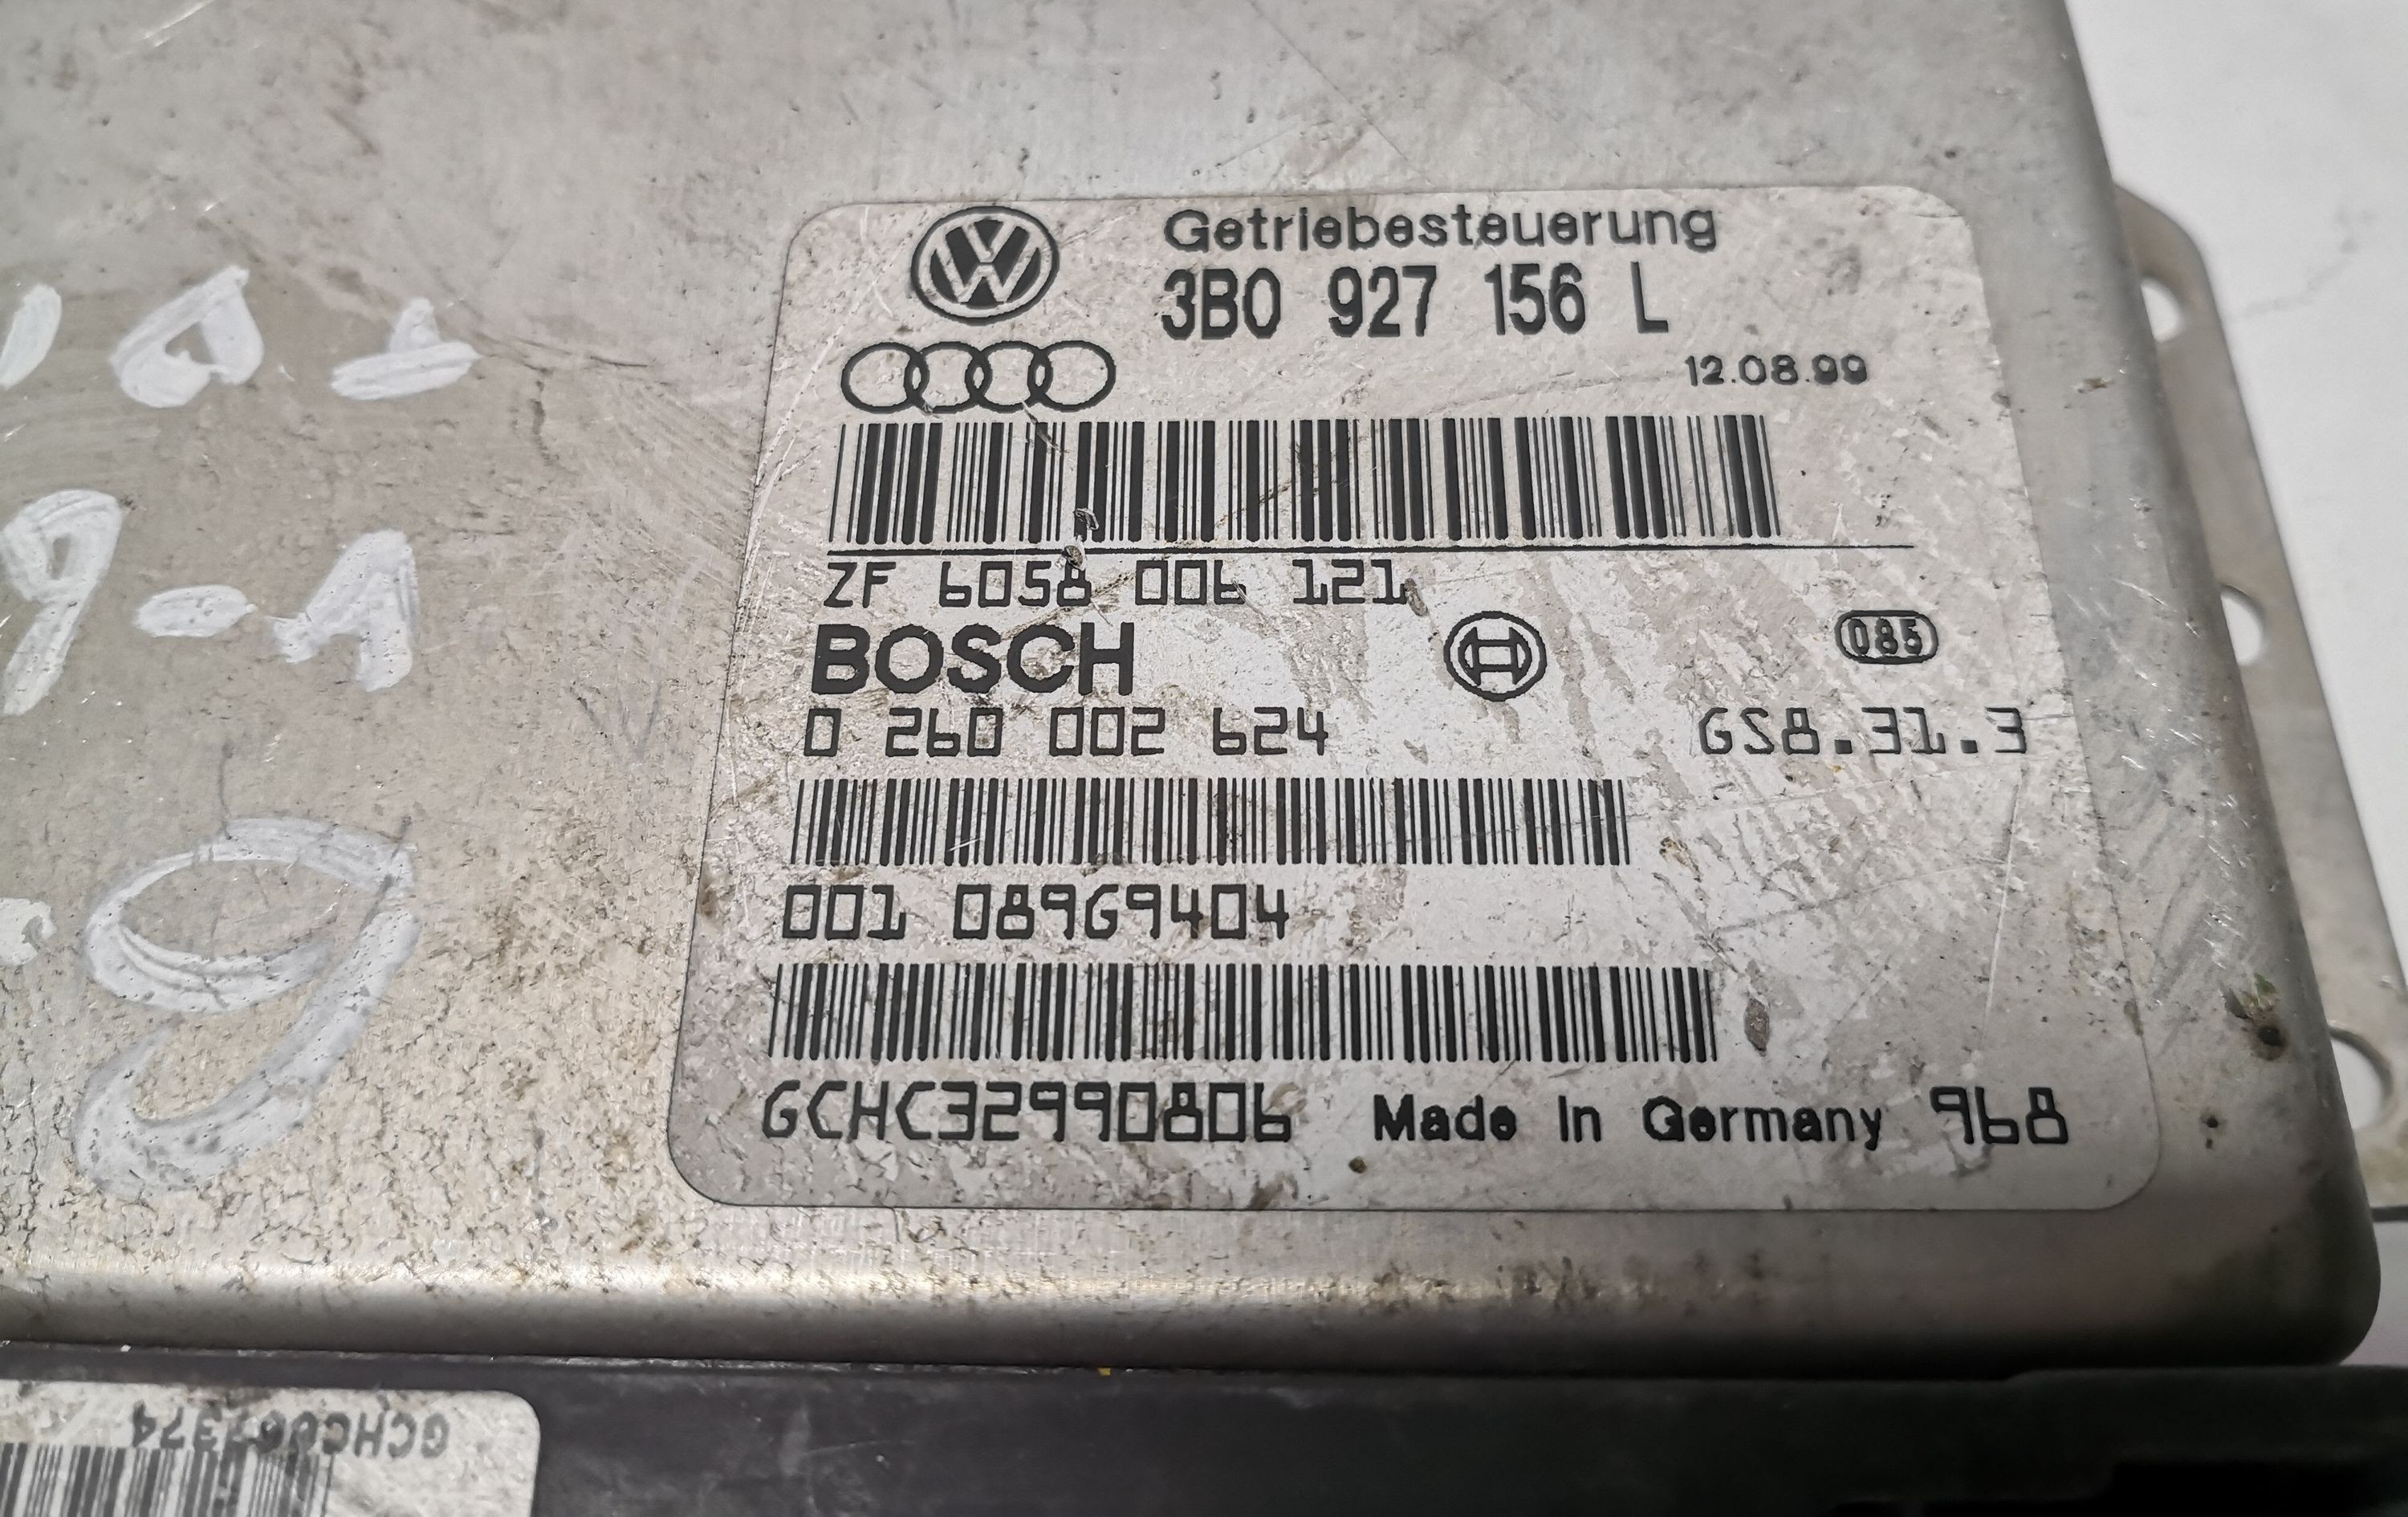 Getriebesteuerung
3B0 927 156 L
12.08.99
ZF 6058 006 121
BOSCH
085
0 260 002 624
GS8.31.3
001 089G9404
GCHC32990806 Made In Germany 968